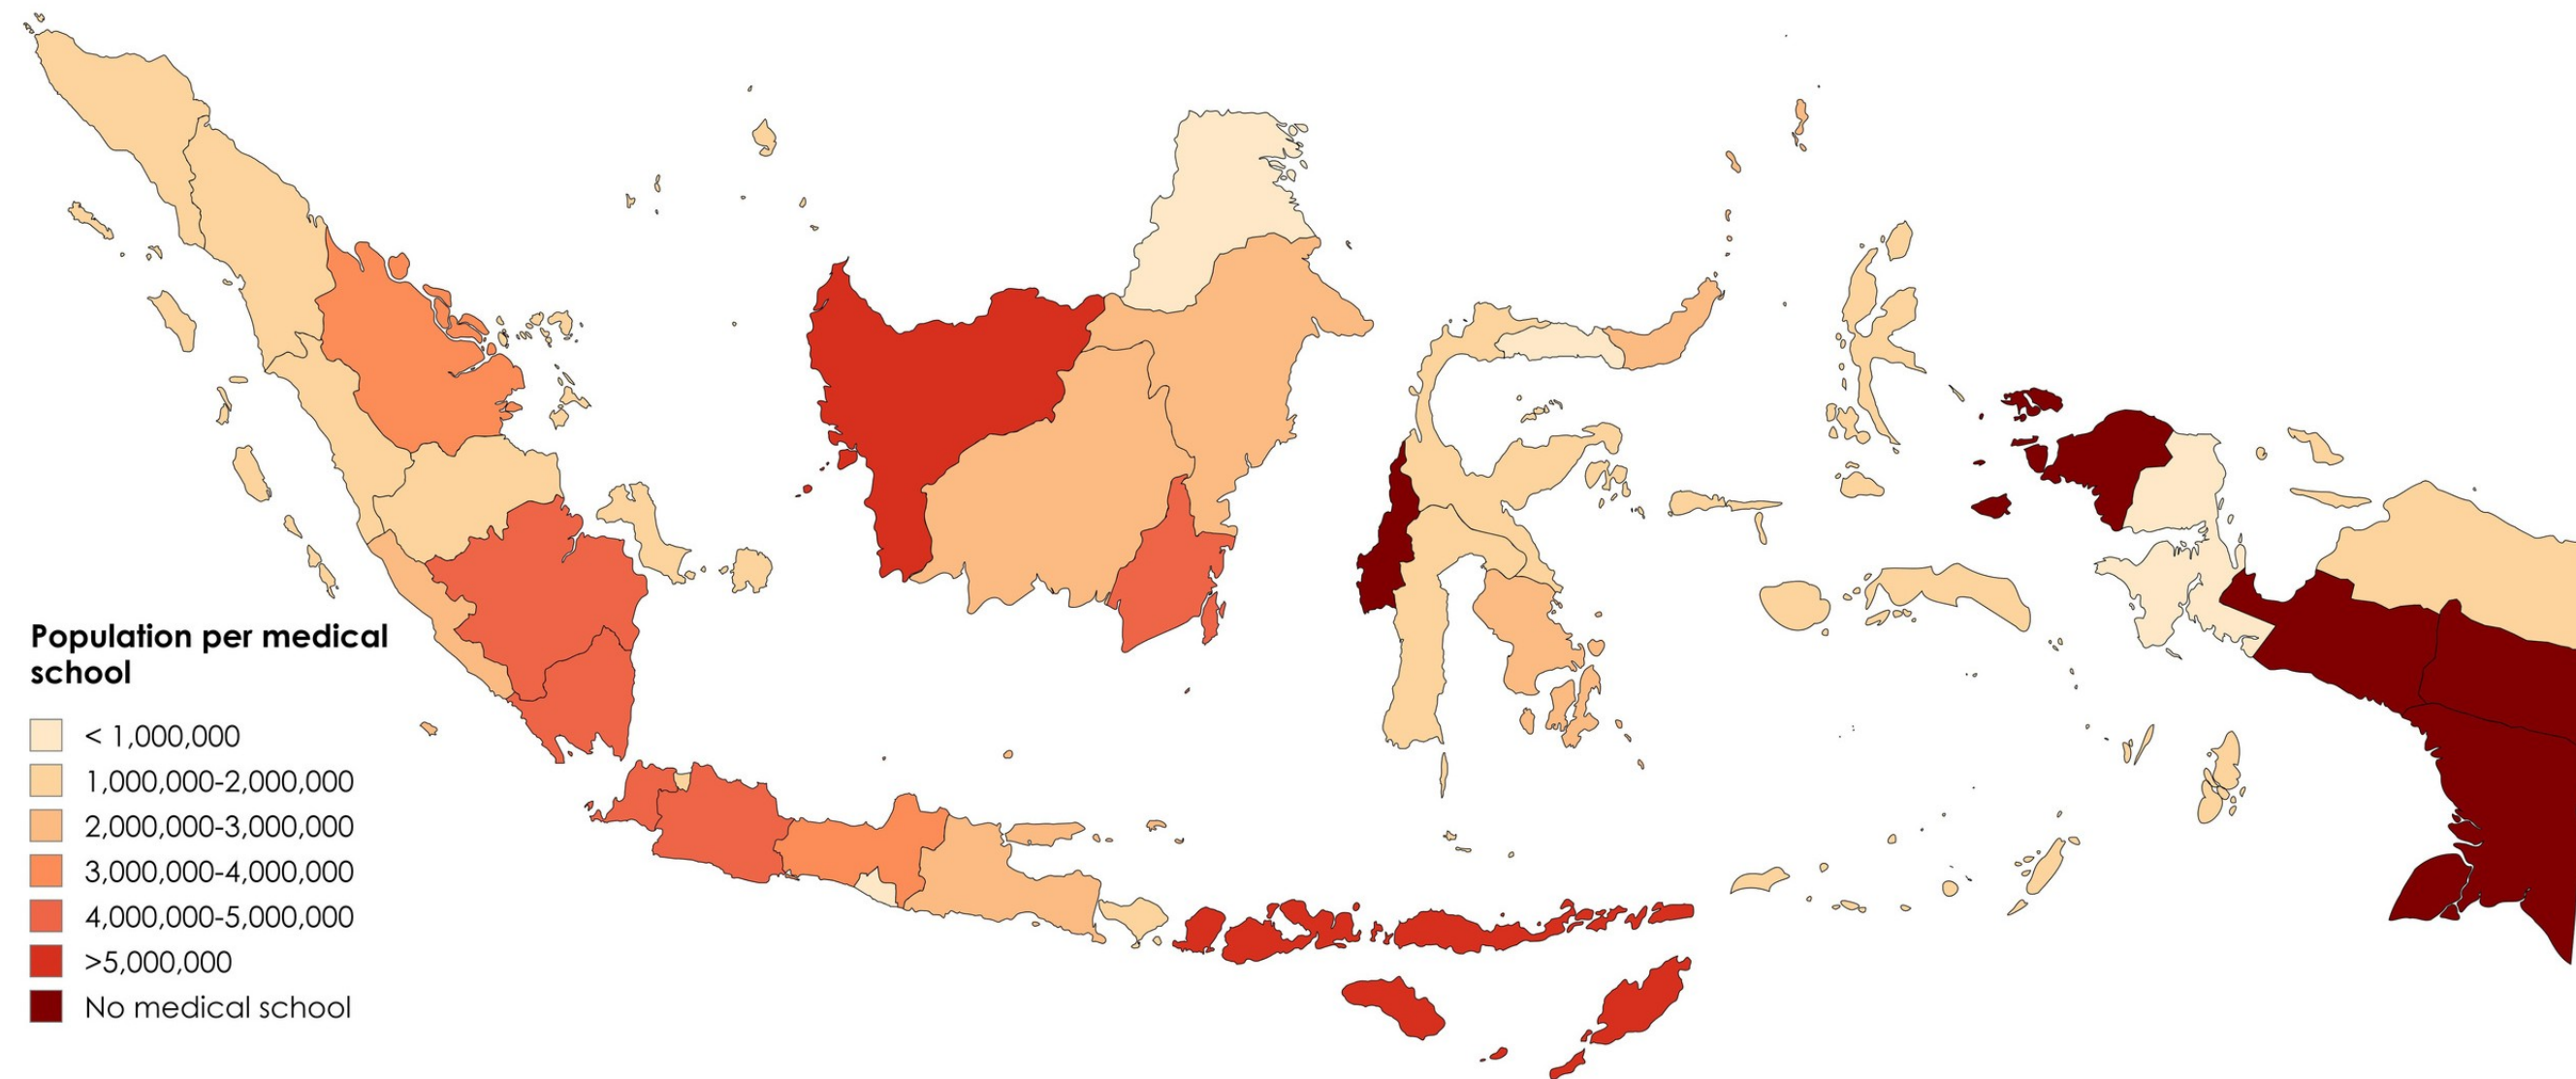 Population per medical
school
< 1,000,000
1,000,000-2,000,000
2,000,000-3,000,000
3,000,000-4,000,000
4,000,000-5,000,000
>5,000,000
No medical school